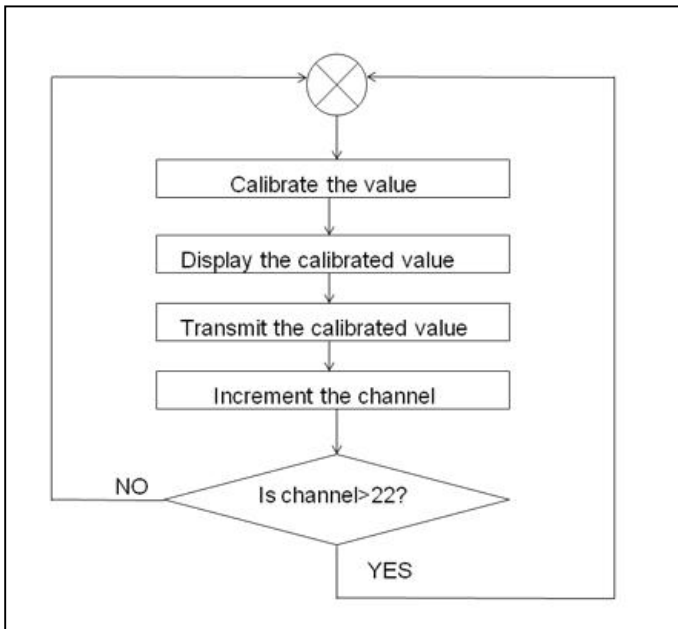 Calibrate the value
Display the calibrated value
Transmit the calibrated value
Increment the channel
Is channel>22?
NO
YES